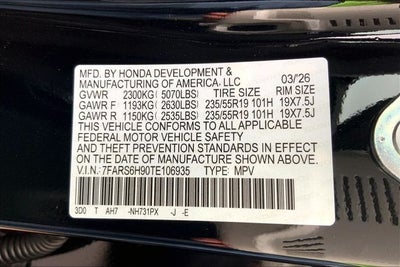 MFD. BY HONDA DEVELOPMENT & 03/26
MANUFACTURING OF AMERICA, LLC
GVWR 2300KG (5070LBS) TIRE SIZE RIM SIZE
GAWR F 1193KG (2630LBS) 235/55R19 101H 19X7.5J
GAWR R 1150KG (2535LBS) 235/55R19 101H 19X7.5J
THIS VEHICLE CONFORMS TO ALL APPLICABLE
FEDERAL MOTOR VEHICLE SAFETY
AND THEFT PREVENTION STANDARDS IN EFFECT
ON THE DATE OF MANUFACTURE SHOWN ABOVE.
V.I.N.: 7FARS6H90TE106935 TYPE: MPV
3D0 T AH7 -NH731PX -J -E